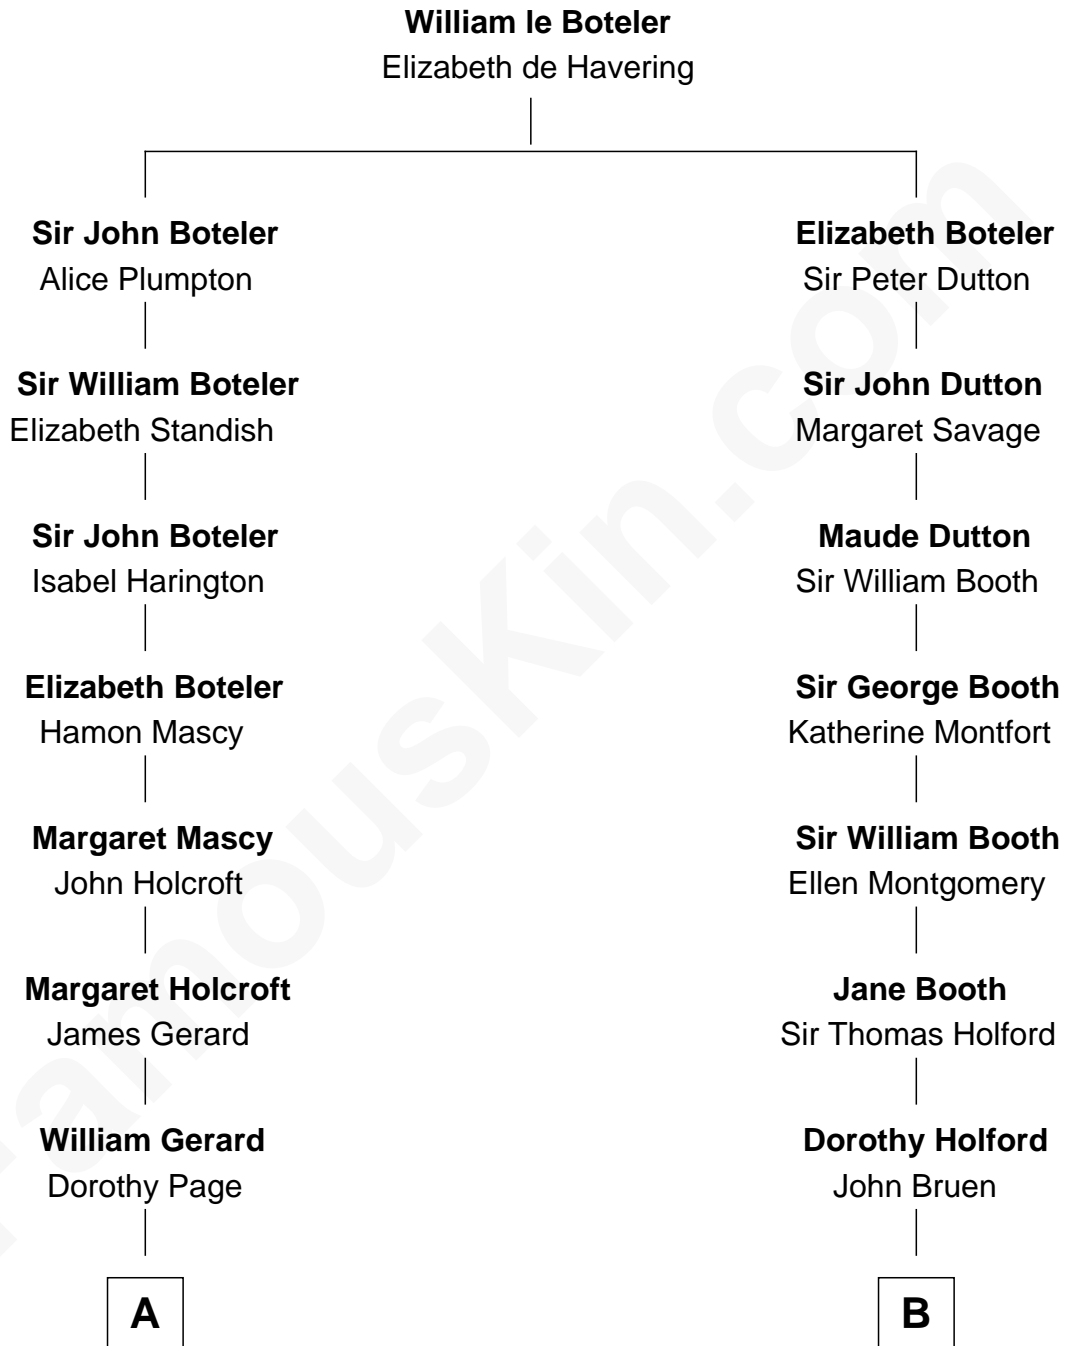 William le Boteler
Elizabeth de Havering
Sir John Boteler
Alice Plumpton
Sir William Boteler
Elizabeth Standish
Sir John Boteler
Isabel Harington
Elizabeth Boteler
Hamon Mascy
Margaret Mascy
John Holcroft
Margaret Holcroft
James Gerard
William Gerard
Dorothy Page
A
Elizabeth Boteler
Sir Peter Dutton
Sir John Dutton
Margaret Savage
Maude Dutton
Sir William Booth
Sir George Booth
Katherine Montfort
Sir William Booth
Ellen Montgomery
Jane Booth
Sir Thomas Holford
Dorothy Holford
John Bruen
B
FamousKin.com